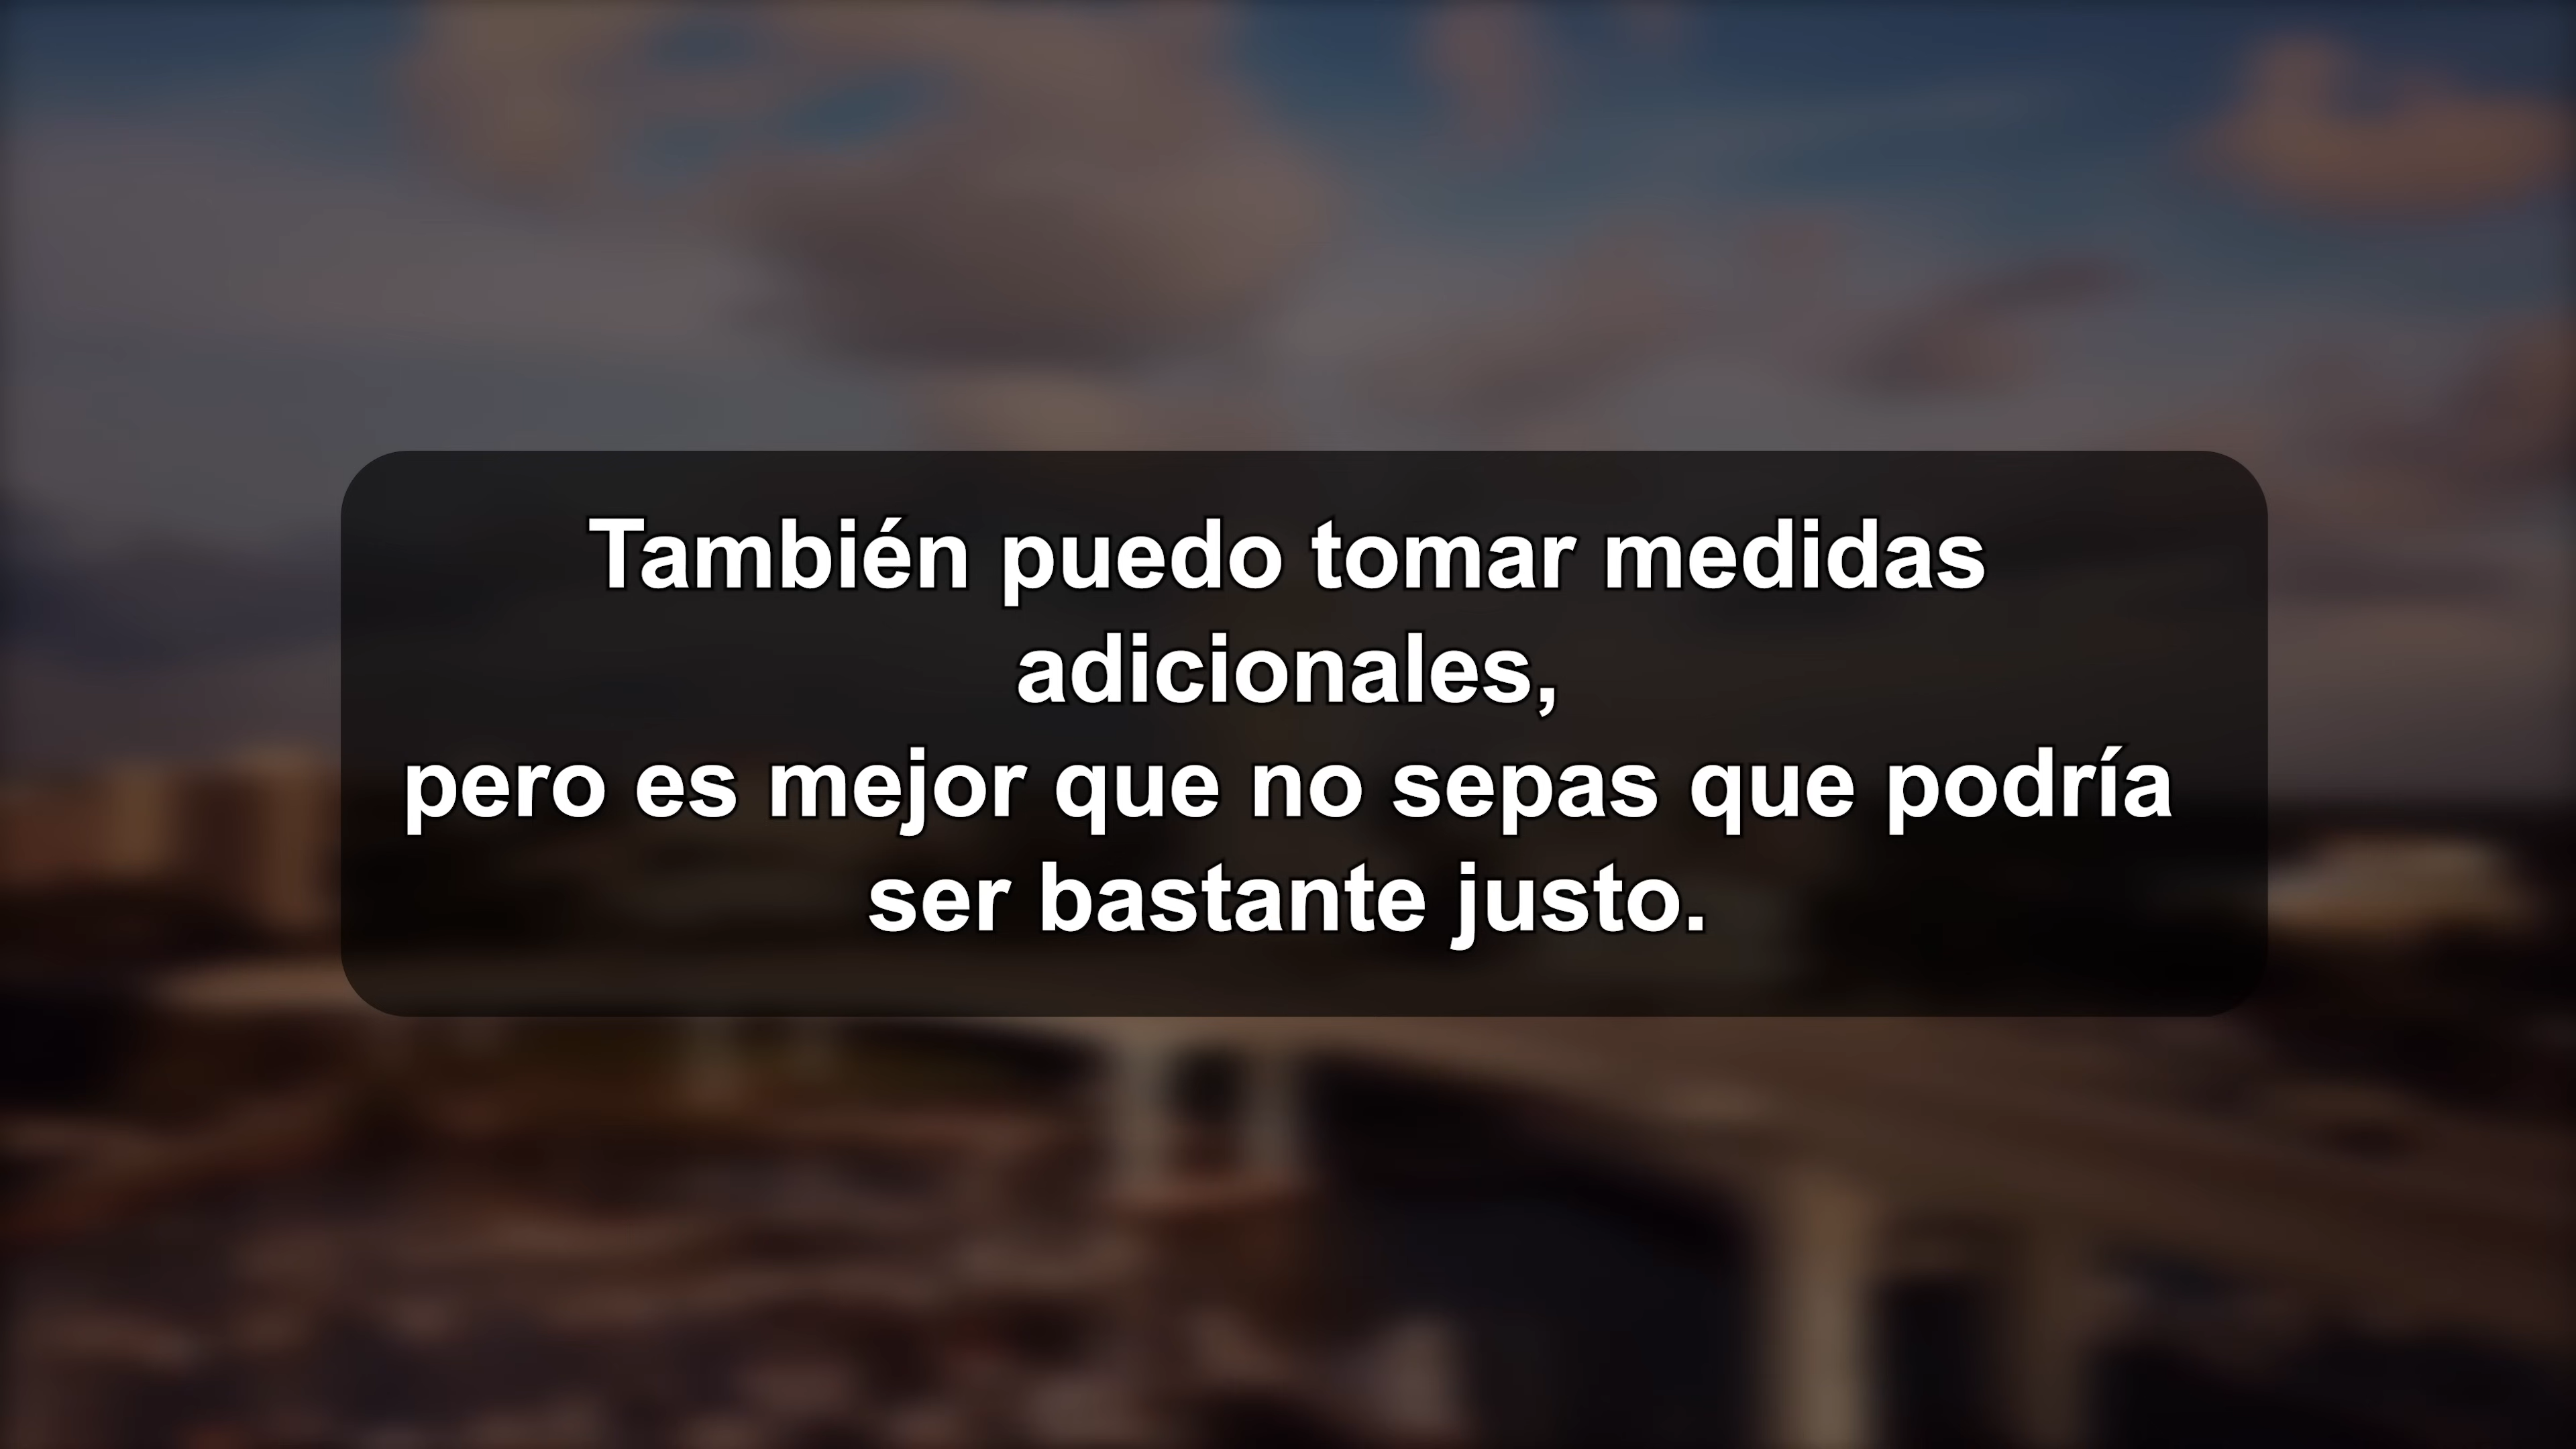 También puedo tomar medidas
adicionales,
pero es mejor que no sepas que podría
ser bastante justo.